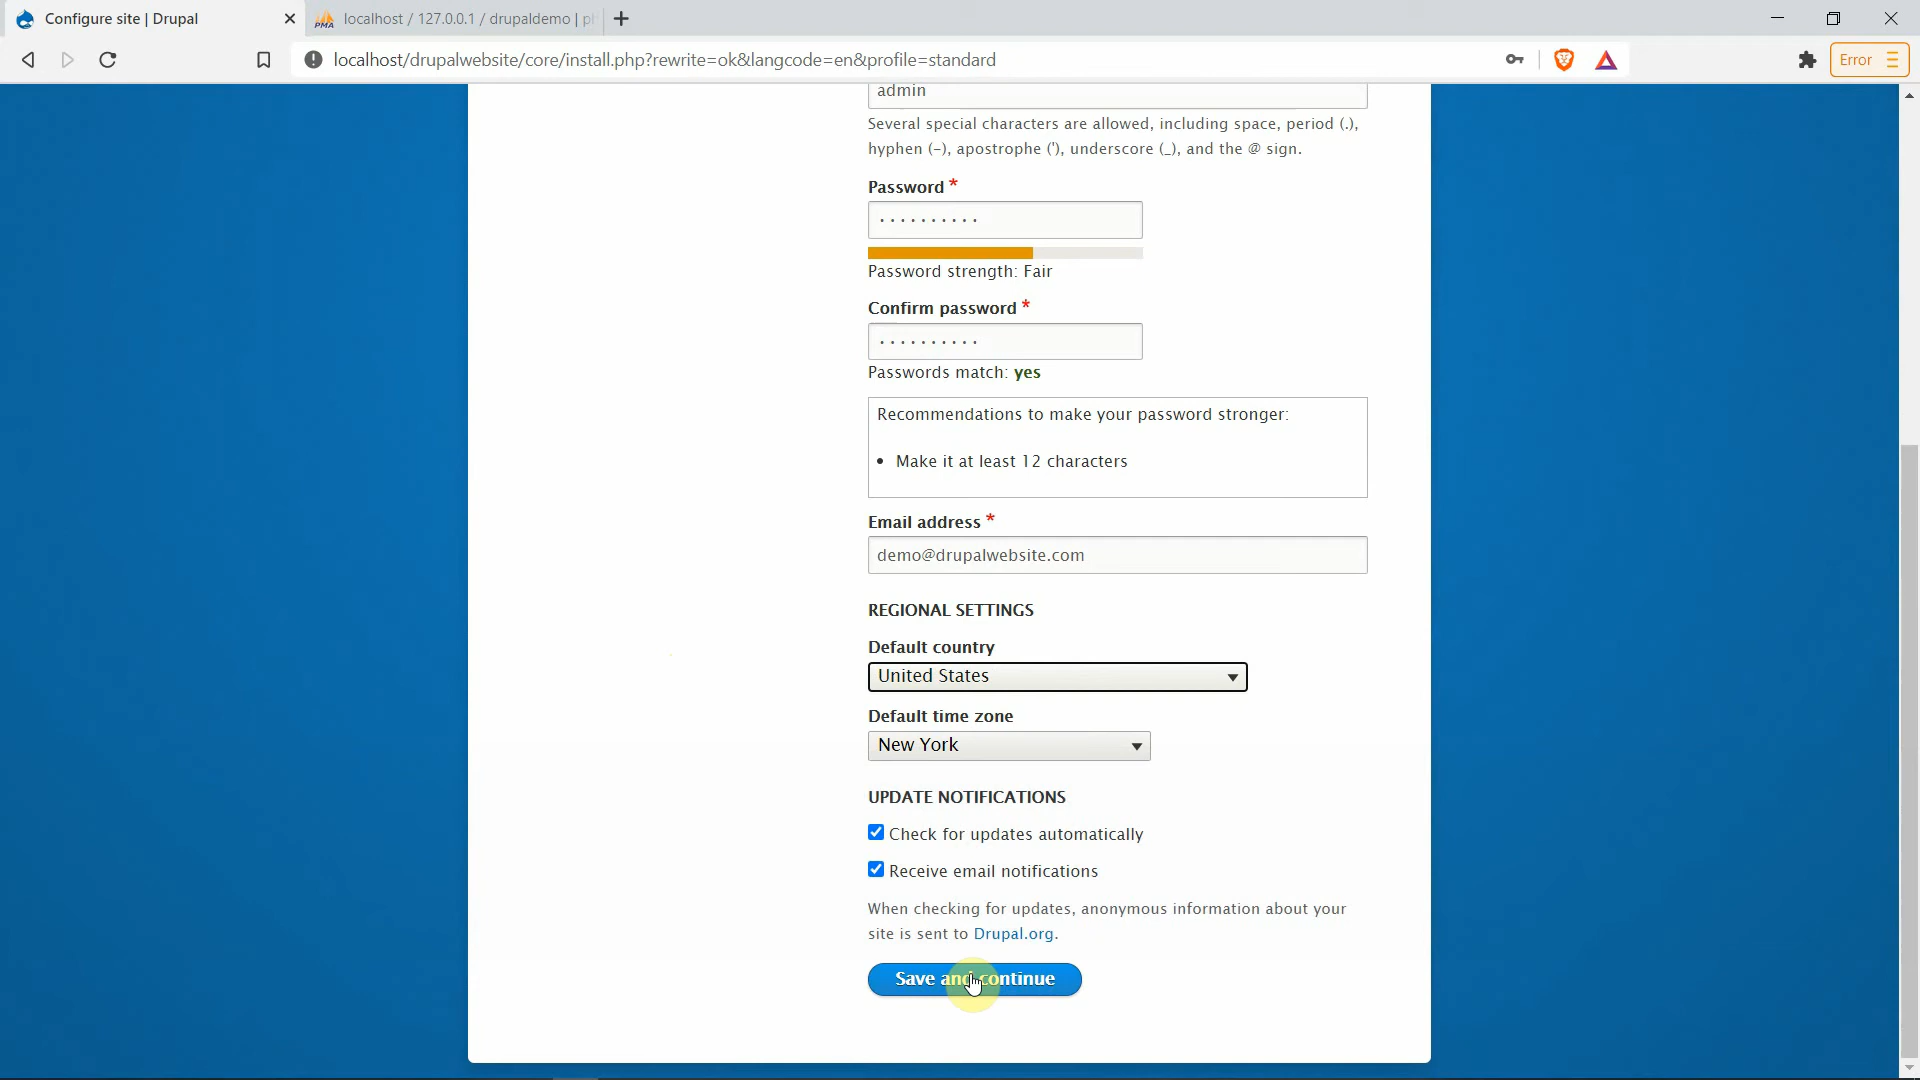 Configure site | Drupal
localhost / 127.0.0.1 / drupaldemo | ph
localhost/drupalwebsite/core/install.php?rewrite=ok&langcode=en&profile=standard
Error
admin
Several special characters are allowed, including space, period (.),
hyphen (-), apostrophe ('), underscore (_), and the @ sign.
Password *
Password strength: Fair
Confirm password *
Passwords match: yes
Recommendations to make your password stronger:
• Make it at least 12 characters
Email address *
demo@drupalwebsite.com
REGIONAL SETTINGS
Default country
United States
Default time zone
New York
UPDATE NOTIFICATIONS
Check for updates automatically
Receive email notifications
When checking for updates, anonymous information about your
site is sent to Drupal.org.
Save and continue